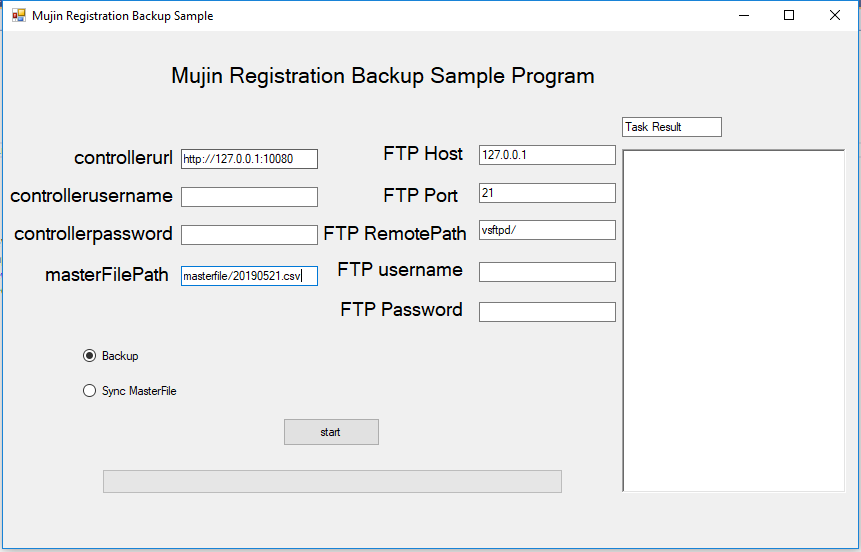 Mujin Registration Backup Sample
Mujin Registration Backup Sample Program
controllerurl
http://127.0.0.1:10080
controllerusername
controllerpassword
masterFilePath
masterfile/20190521.csv
FTP Host
127.0.0.1
FTP Port
21
FTP RemotePath
vsftpd/
FTP username
FTP Password
Task Result
Backup
Sync MasterFile
start